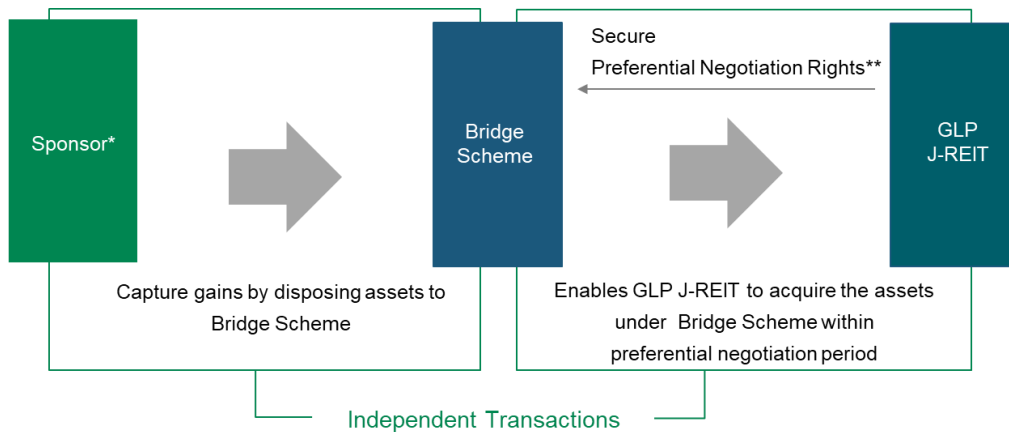 Sponsor*
Capture gains by disposing assets to
Bridge Scheme
Bridge
Scheme
Secure
Preferential Negotiation Rights**
Enables GLP J-REIT to acquire the assets
under Bridge Scheme within
preferential negotiation period
GLP
J-REIT
Independent Transactions